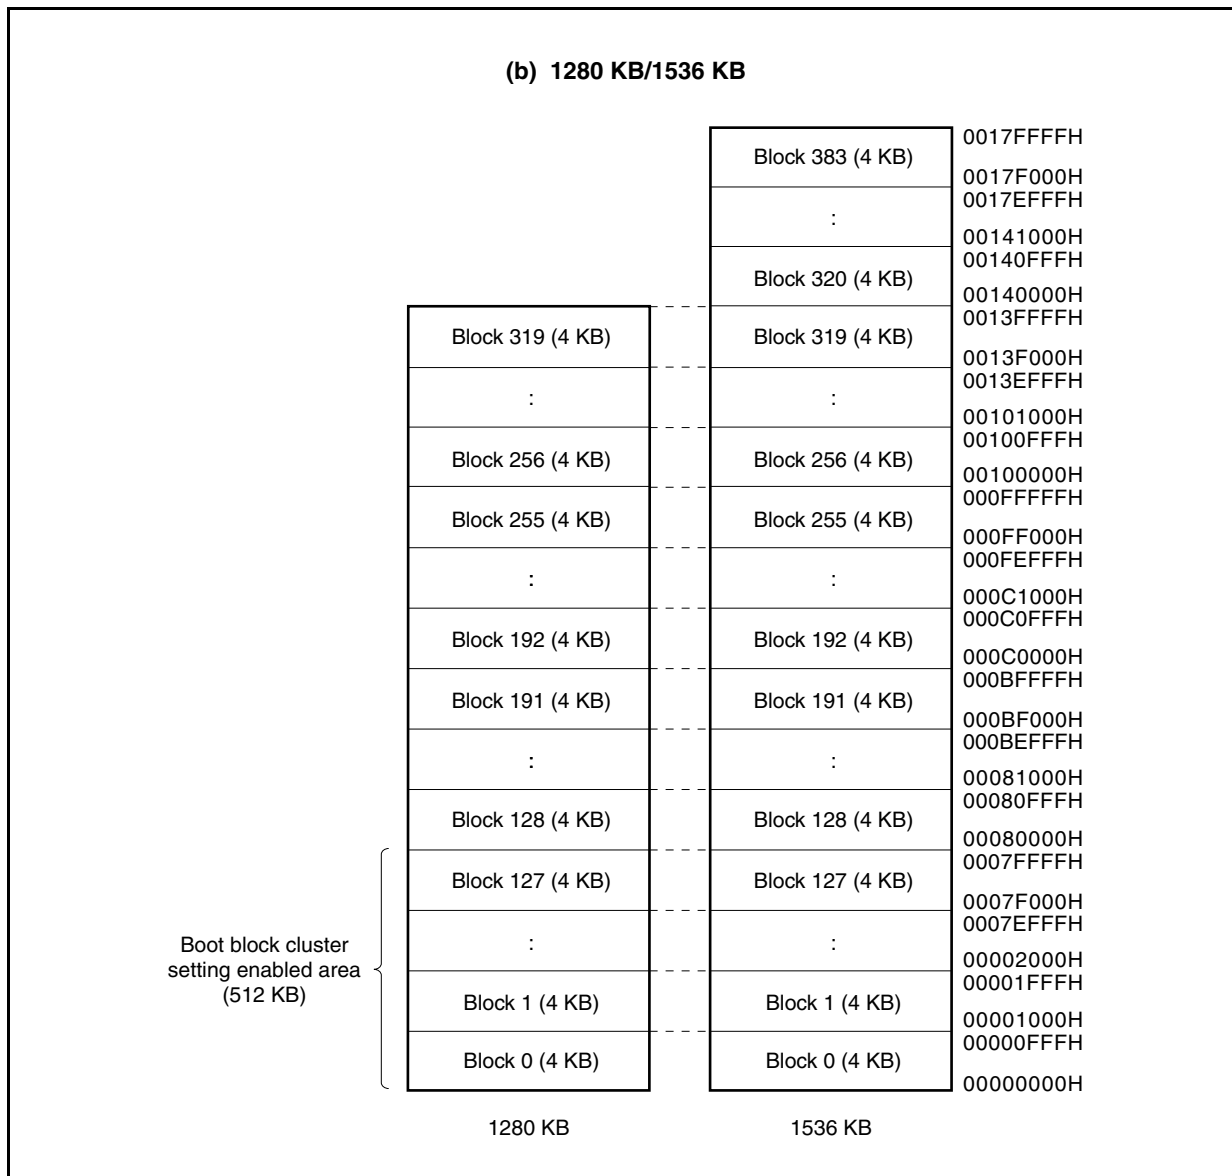 (b) 1280 KB/1536 KB
Block 383 (4 KB)
0017FFFFH
0017F000H
0017EFFFH
:
00141000H
00140FFFH
Block 320 (4 KB)
00140000H
0013FFFFH
Block 319 (4 KB)
Block 319 (4 KB)
0013F000H
0013EFFFH
:
:
00101000H
00100FFFH
Block 256 (4 KB)
Block 256 (4 KB)
00100000H
000FFFFFH
Block 255 (4 KB)
Block 255 (4 KB)
000FF000H
000FEFFFH
:
:
000C1000H
000C0FFFH
Block 192 (4 KB)
Block 192 (4 KB)
000C0000H
000BFFFFH
Block 191 (4 KB)
Block 191 (4 KB)
000BF000H
000BEFFFH
:
:
00081000H
00080FFFH
Block 128 (4 KB)
Block 128 (4 KB)
00080000H
0007FFFFH
Block 127 (4 KB)
Block 127 (4 KB)
0007F000H
0007EFFFH
:
:
Boot block cluster
setting enabled area
(512 KB)
00002000H
00001FFFH
Block 1 (4 KB)
Block 1 (4 KB)
00001000H
00000FFFH
Block 0 (4 KB)
Block 0 (4 KB)
00000000H
1280 KB
1536 KB